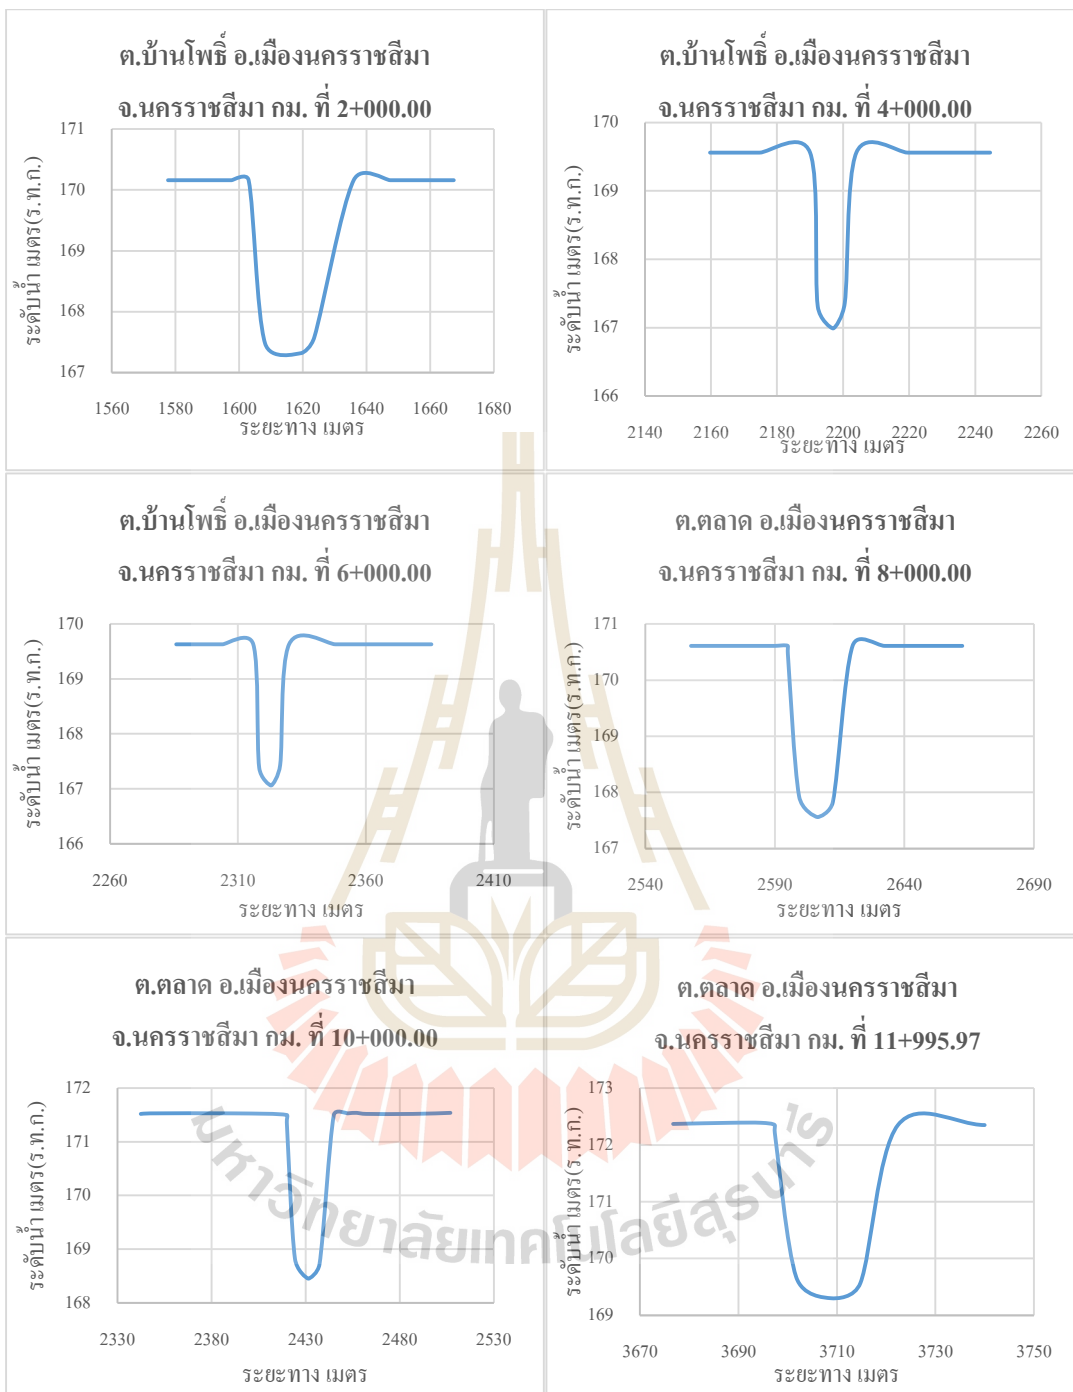 ต.บ้านโพธิ์ อ.เมืองนครราชสีมา
จ.นครราชสีมา กม. ที่ 2+000.00
171
170
169
168
167
1560 1580 1600 1620 1640 1660 1680
ระดับน้ำ เมตร(ร.ท.ก.)
ระยะทาง เมตร
ต.บ้านโพธิ์ อ.เมืองนครราชสีมา
จ.นครราชสีมา กม. ที่ 4+000.00
170
169
168
167
166
2140 2160 2180 2200 2220 2240 2260
ระดับน้ำ เมตร(ร.ท.ก.)
ระยะทาง เมตร
ต.บ้านโพธิ์ อ.เมืองนครราชสีมา
จ.นครราชสีมา กม. ที่ 6+000.00
170
169
168
167
166
2260 2310 2360 2410
ระดับน้ำ เมตร(ร.ท.ก.)
ระยะทาง เมตร
ต.ตลาด อ.เมืองนครราชสีมา
จ.นครราชสีมา กม. ที่ 8+000.00
171
170
169
168
167
2540 2590 2640 2690
ระดับน้ำ เมตร(ร.ท.ก.)
ระยะทาง เมตร
ต.ตลาด อ.เมืองนครราชสีมา
จ.นครราชสีมา กม. ที่ 10+000.00
172
171
170
169
168
2330 2380 2430 2480 2530
ระดับน้ำ เมตร(ร.ท.ก.)
ระยะทาง เมตร
ต.ตลาด อ.เมืองนครราชสีมา
จ.นครราชสีมา กม. ที่ 11+995.97
173
172
171
170
169
3670 3690 3710 3730 3750
ระดับน้ำ เมตร(ร.ท.ก.)
ระยะทาง เมตร
มหาวิทยาลัยเทคโนโลยีสุรนารี